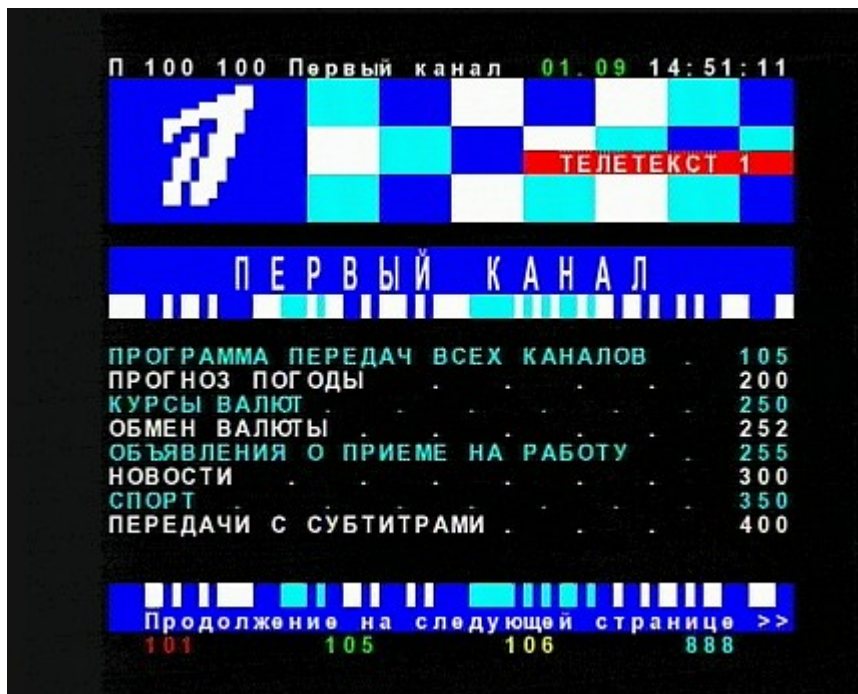 П 100 100 Первый канал 01.09 14:51:11
ТЕЛЕТЕКСТ 1
ПЕРВЫЙ КАНАЛ
ПРОГРАММА ПЕРЕДАЧ ВСЕХ КАНАЛОВ . 105
ПРОГНОЗ ПОГОДЫ . . . . 200
КУРСЫ ВАЛЮТ . . . . . . 250
ОБМЕН ВАЛЮТЫ . . . . . 252
ОБЪЯВЛЕНИЯ О ПРИЕМЕ НА РАБОТУ . 255
НОВОСТИ . . . . . . 300
СПОРТ . . . . . . . 350
ПЕРЕДАЧИ С СУБТИТРАМИ . . . 400
Продолжение на следующей странице >>
101 105 106 888